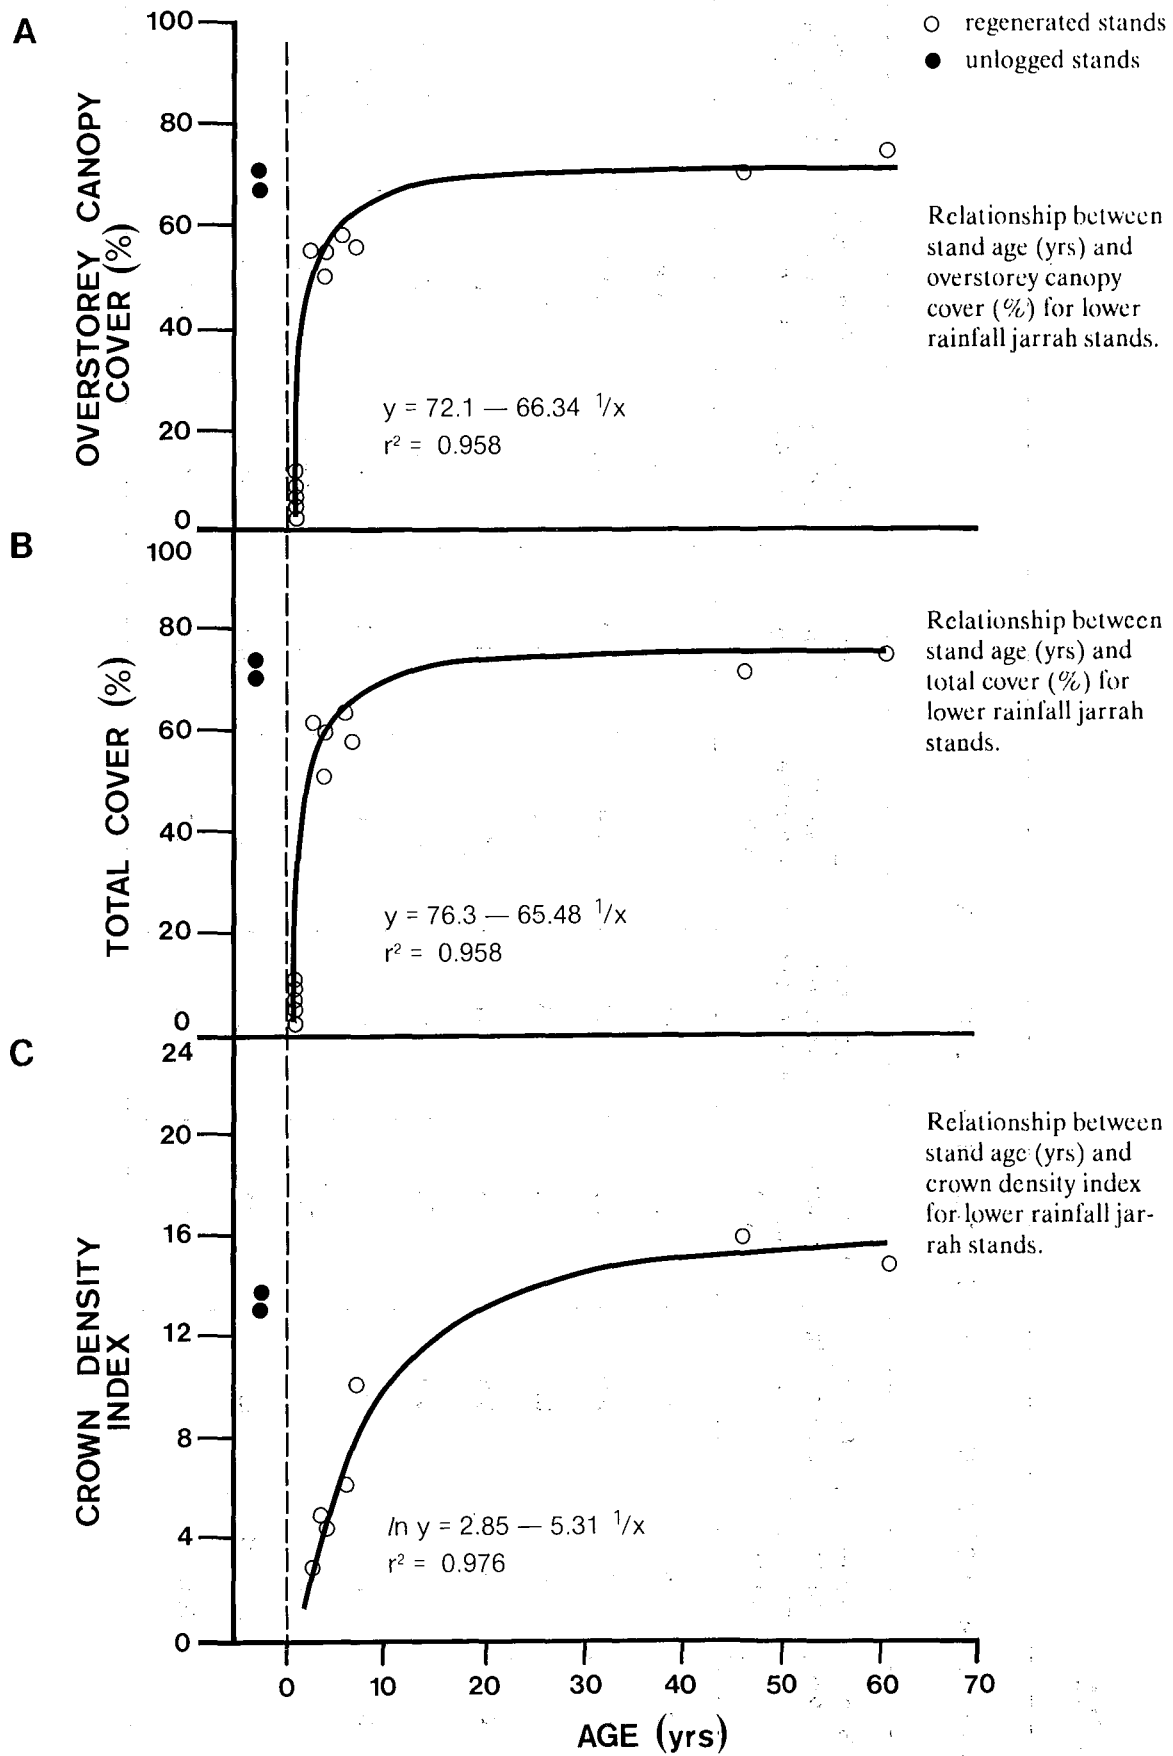 A
100
80
60
40
20
0
OVERSTOREY CANOPY
COVER (%)
○ regenerated stands
● unlogged stands
Relationship between
stand age (yrs) and
overstorey canopy
cover (%) for lower
rainfall jarrah stands.
y = 72.1 — 66.34 1/x
r² = 0.958
B
100
80
60
40
20
0
TOTAL COVER (%)
Relationship between
stand age (yrs) and
total cover (%) for
lower rainfall jarrah
stands.
y = 76.3 — 65.48 1/x
r² = 0.958
C
24
20
16
12
8
4
0
CROWN DENSITY
INDEX
Relationship between
stand age (yrs) and
crown density index
for lower rainfall jar-
rah stands.
ln y = 2.85 — 5.31 1/x
r² = 0.976
0 10 20 30 40 50 60 70
AGE (yrs)